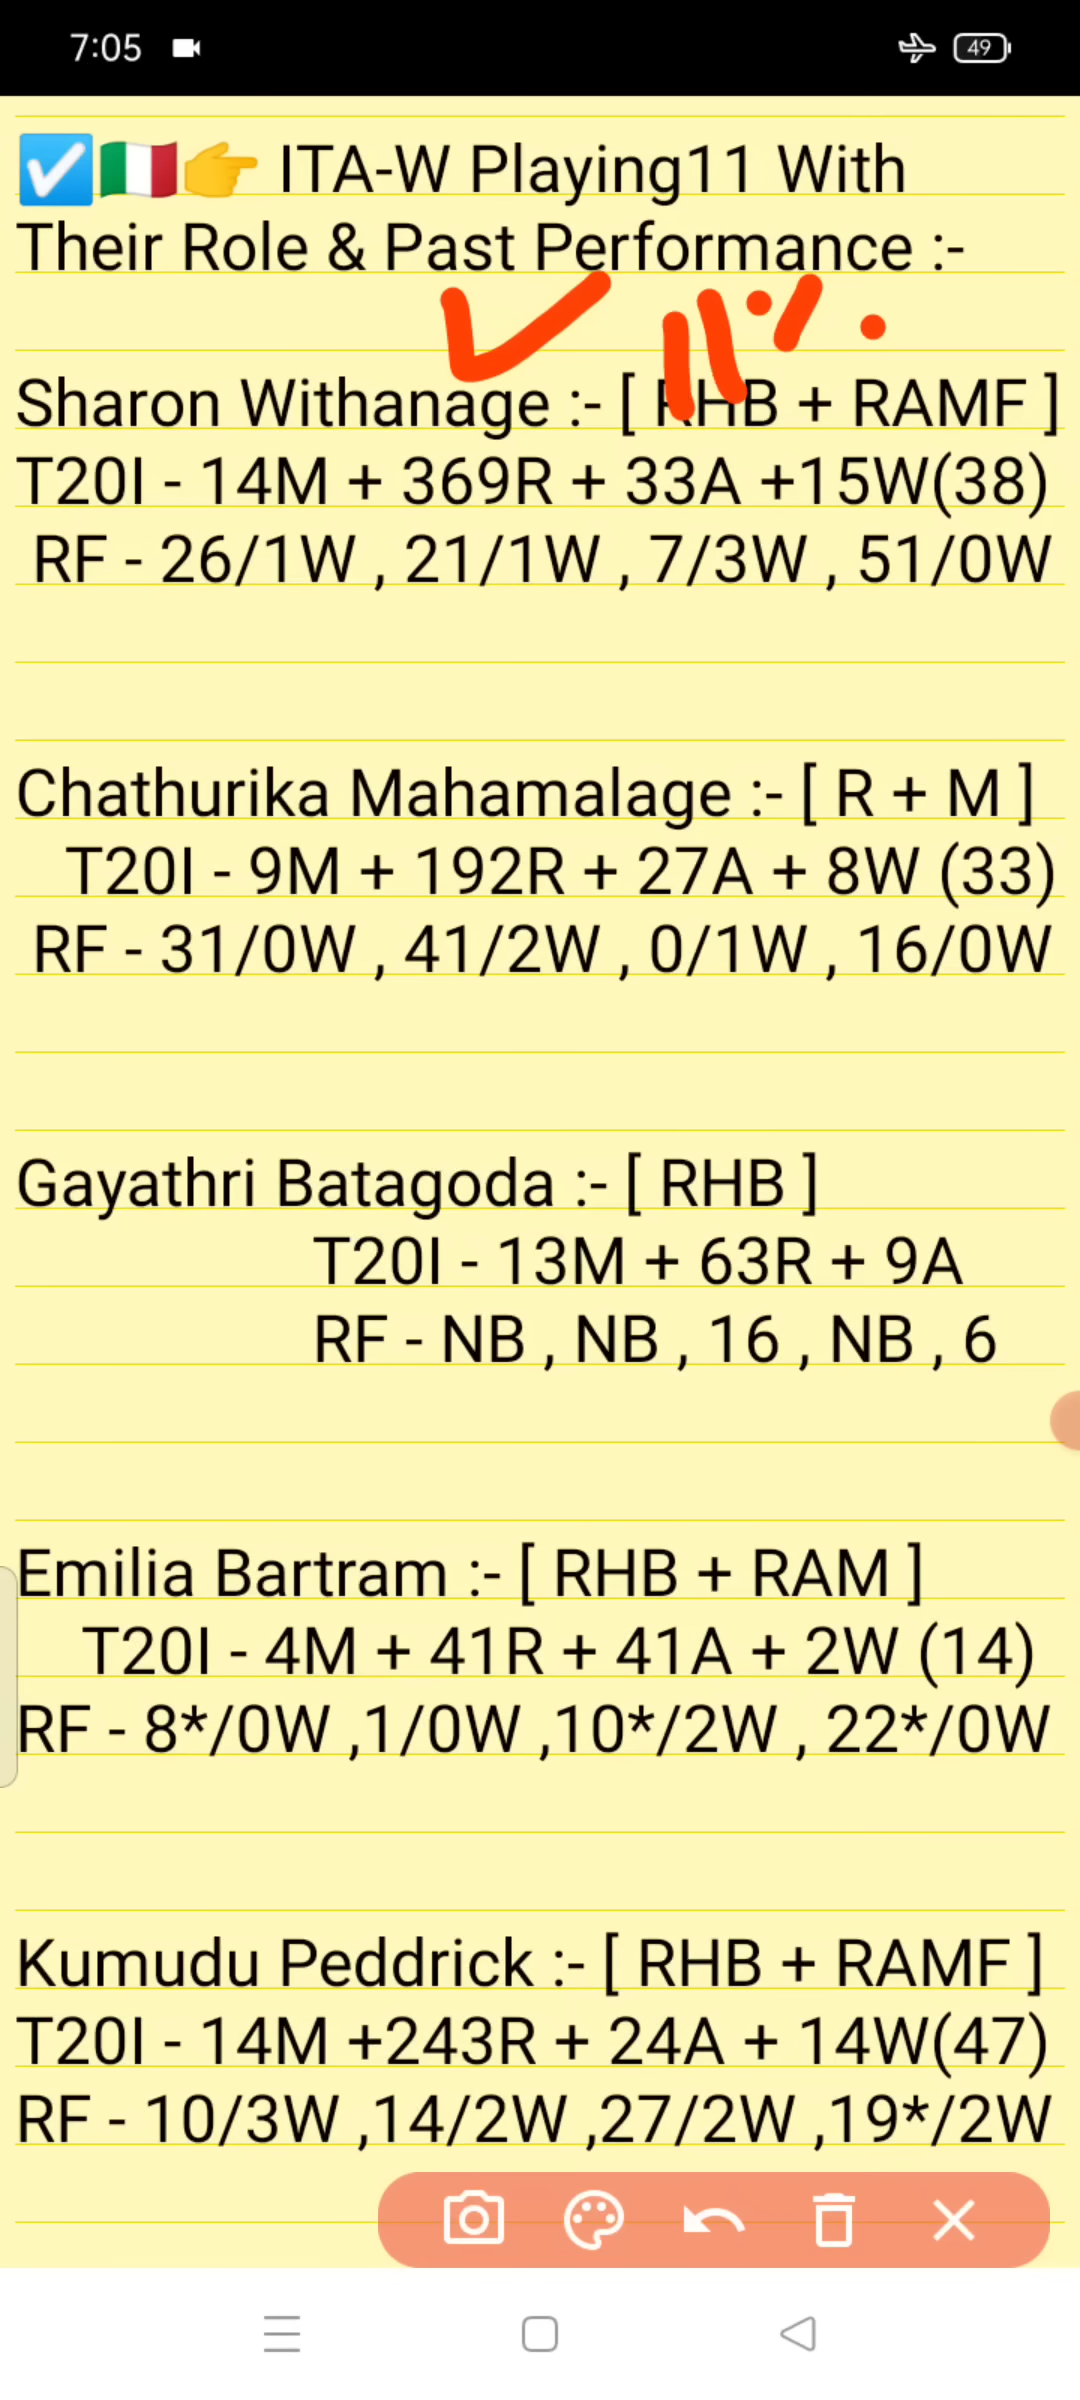 7:05
49
✅🇮🇹👉 ITA-W Playing11 With
Their Role & Past Performance :-
Sharon Withanage :- [ RHB + RAMF ]
T20I - 14M + 369R + 33A +15W(38)
RF - 26/1W , 21/1W , 7/3W , 51/0W
Chathurika Mahamalage :- [ R + M ]
T20I - 9M + 192R + 27A + 8W (33)
RF - 31/0W , 41/2W , 0/1W , 16/0W
Gayathri Batagoda :- [ RHB ]
T20I - 13M + 63R + 9A
RF - NB , NB , 16 , NB , 6
Emilia Bartram :- [ RHB + RAM ]
T20I - 4M + 41R + 41A + 2W (14)
RF - 8*/0W ,1/0W ,10*/2W , 22*/0W
Kumudu Peddrick :- [ RHB + RAMF ]
T20I - 14M +243R + 24A + 14W(47)
RF - 10/3W ,14/2W ,27/2W ,19*/2W